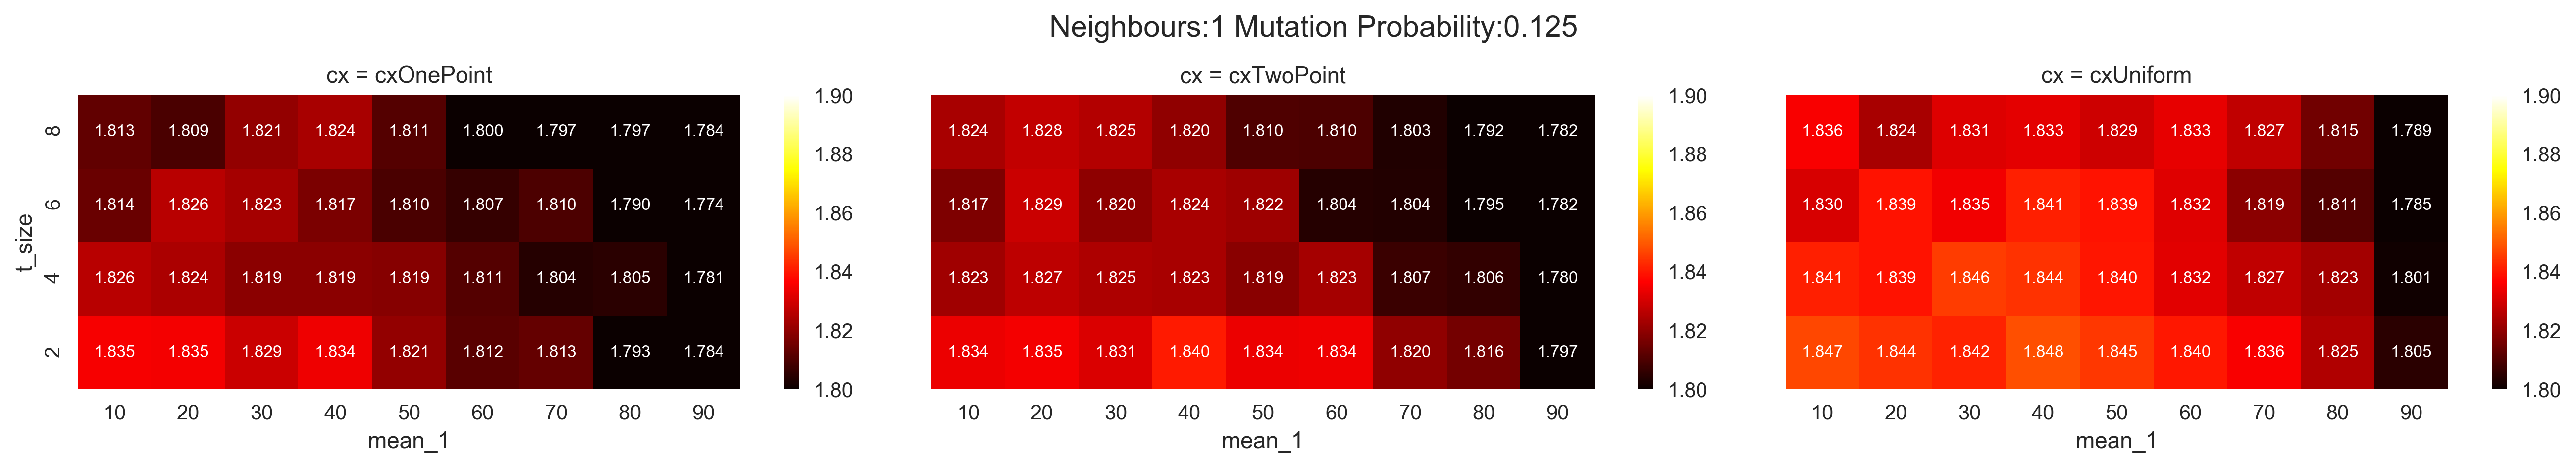 Neighbours:1 Mutation Probability:0.125
cx = cxOnePoint
t_size
8 1.813 1.809 1.821 1.824 1.811 1.800 1.797 1.797 1.784
6 1.814 1.826 1.823 1.817 1.810 1.807 1.810 1.790 1.774
4 1.826 1.824 1.819 1.819 1.819 1.811 1.804 1.805 1.781
2 1.835 1.835 1.829 1.834 1.821 1.812 1.813 1.793 1.784
10 20 30 40 50 60 70 80 90
mean_1
1.90
1.88
1.86
1.84
1.82
1.80
cx = cxTwoPoint
1.824 1.828 1.825 1.820 1.810 1.810 1.803 1.792 1.782
1.817 1.829 1.820 1.824 1.822 1.804 1.804 1.795 1.782
1.823 1.827 1.825 1.823 1.819 1.823 1.807 1.806 1.780
1.834 1.835 1.831 1.840 1.834 1.834 1.820 1.816 1.797
10 20 30 40 50 60 70 80 90
mean_1
1.90
1.88
1.86
1.84
1.82
1.80
cx = cxUniform
1.836 1.824 1.831 1.833 1.829 1.833 1.827 1.815 1.789
1.830 1.839 1.835 1.841 1.839 1.832 1.819 1.811 1.785
1.841 1.839 1.846 1.844 1.840 1.832 1.827 1.823 1.801
1.847 1.844 1.842 1.848 1.845 1.840 1.836 1.825 1.805
10 20 30 40 50 60 70 80 90
mean_1
1.90
1.88
1.86
1.84
1.82
1.80